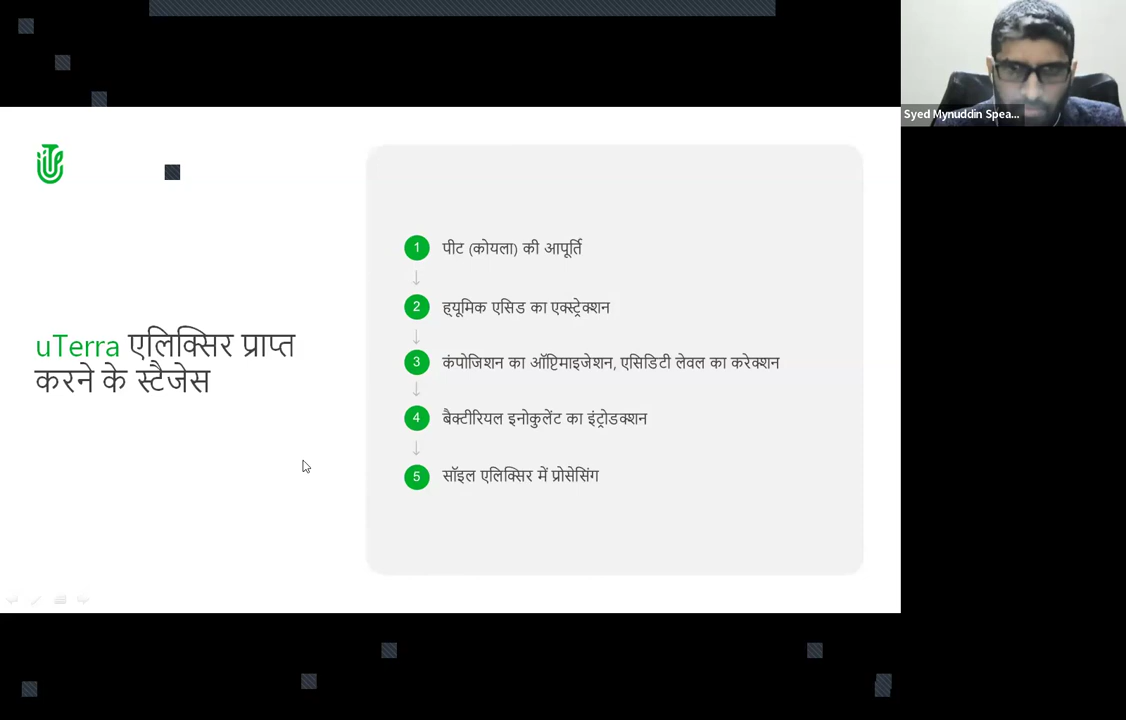 Syed Mynuddin Spea...
uTerra एलिक्सिर प्राप्त
करने के स्टैजेस
1 पीट (कोयला) की आपूर्ति
2 ह्यूमिक एसिड का एक्स्ट्रेक्शन
3 कंपोजिशन का ऑप्टिमाइजेशन, एसिडिटी लेवल का करेक्शन
4 बैक्टीरियल इनोकुलेंट का इंट्रोडक्शन
5 सॉइल एलिक्सिर में प्रोसेसिंग